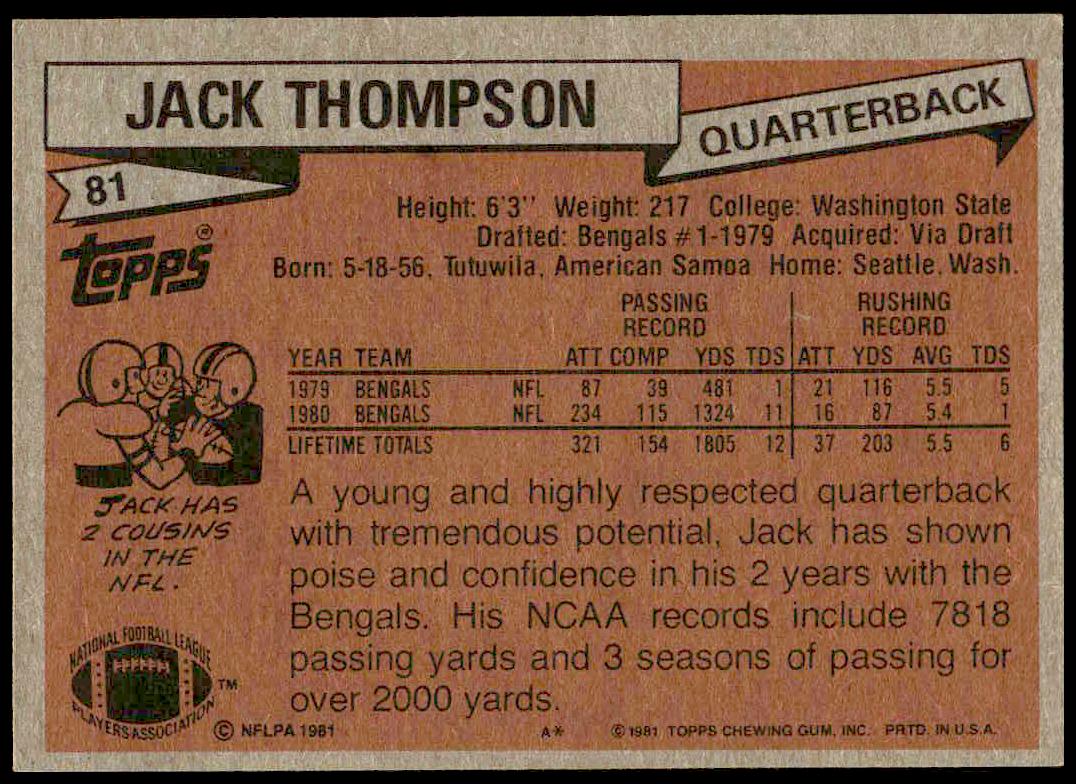 JACK THOMPSON
QUARTERBACK
81
topps®
Height: 6'3'' Weight: 217 College: Washington State
Drafted: Bengals #1-1979 Acquired: Via Draft
Born: 5-18-56, Tutuwila, American Samoa Home: Seattle, Wash.
PASSING RECORD RUSHING RECORD
YEAR TEAM ATT COMP YDS TDS ATT YDS AVG TDS
1979 BENGALS NFL 87 39 481 1 21 116 5.5 5
1980 BENGALS NFL 234 115 1324 11 16 87 5.4 1
LIFETIME TOTALS 321 154 1805 12 37 203 5.5 6
JACK HAS
2 COUSINS
IN THE
NFL.
A young and highly respected quarterback
with tremendous potential, Jack has shown
poise and confidence in his 2 years with the
Bengals. His NCAA records include 7818
passing yards and 3 seasons of passing for
over 2000 yards.
NATIONAL FOOTBALL LEAGUE
PLAYERS ASSOCIATION
TM
© NFLPA 1981 A* © 1981 TOPPS CHEWING GUM, INC. PRTD. IN U.S.A.